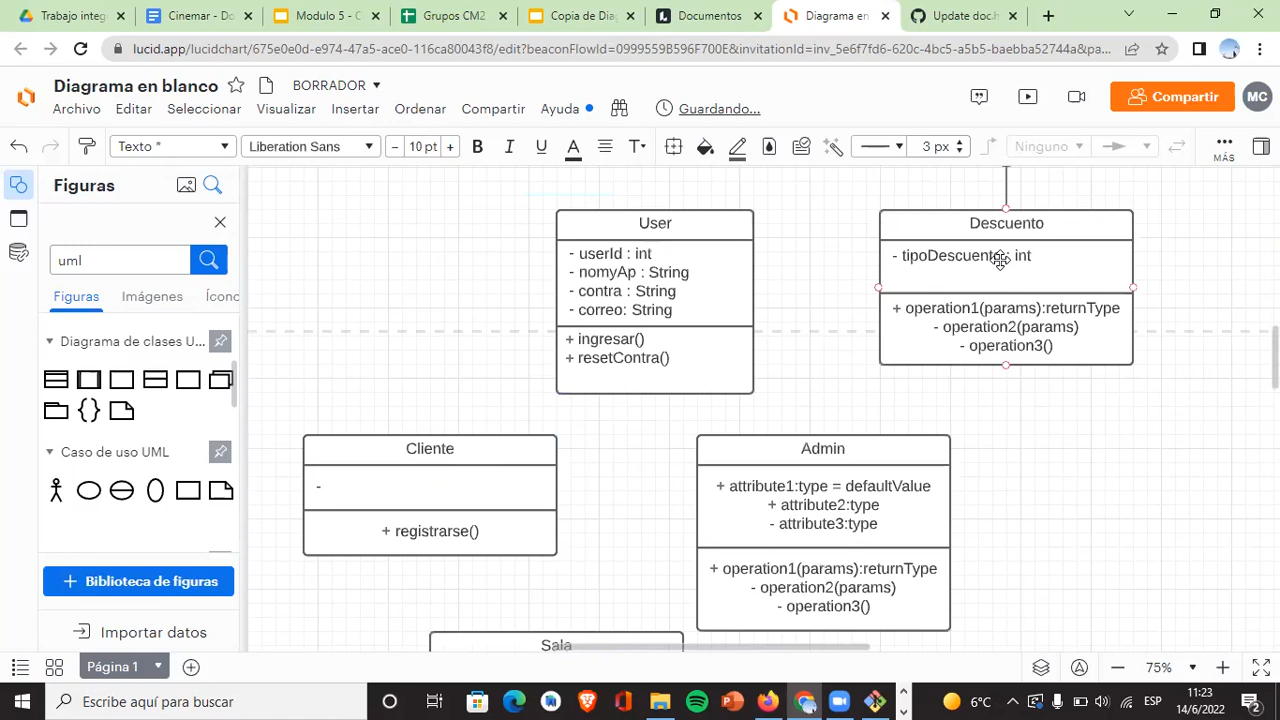 Trabajo integ
Cinemar - Do
Modulo 5 - C
Grupos CM2
Copia de Dia
Documentos
Diagrama en
Update doc.h
lucid.app/lucidchart/675e0e0d-e974-47a5-ace0-116ca80043f8/edit?beaconFlowId=0999559B596F700E&invitationId=inv_5e6f7fd6-620c-4bc5-a5b5-baebba52744a&pa...
Diagrama en blanco
BORRADOR
Archivo Editar Selección Visualizar Insertar Ordenar Compartir Ayuda
Guardando...
Compartir
MC
Texto *
Liberation Sans
10 pt
3 px
Ninguno
MÁS
Figuras
uml
Figuras Imágenes Ícono
Diagrama de clases U...
Caso de uso UML
Biblioteca de figuras
Importar datos
User
- userId : int
- nomyAp : String
- contra : String
- correo: String
+ ingresar()
+ resetContra()
Descuento
- tipoDescuento : int
+ operation1(params):returnType
- operation2(params)
- operation3()
Cliente
-
+ registrarse()
Admin
+ attribute1:type = defaultValue
+ attribute2:type
- attribute3:type
+ operation1(params):returnType
- operation2(params)
- operation3()
Sala
Página 1
75%
Escribe aquí para buscar
6°C
ESP
11:23
14/6/2022
2